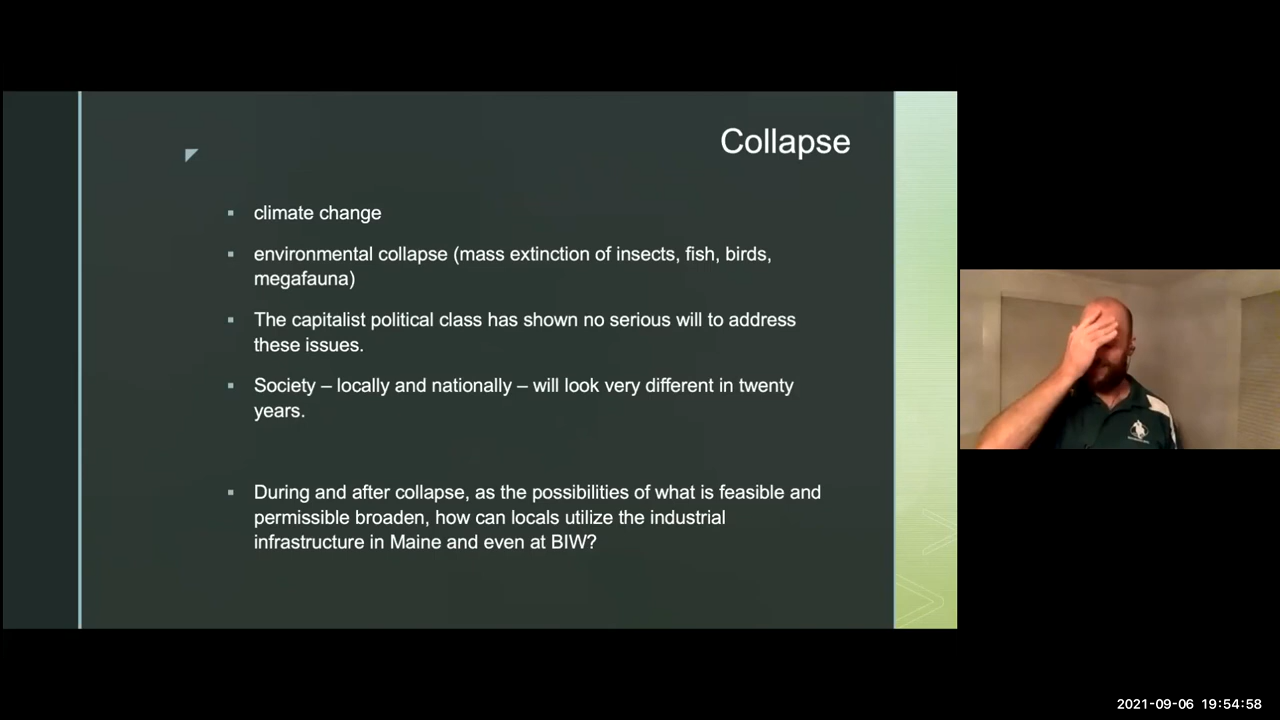 Collapse
climate change
environmental collapse (mass extinction of insects, fish, birds,
megafauna)
The capitalist political class has shown no serious will to address
these issues.
Society – locally and nationally – will look very different in twenty
years.
During and after collapse, as the possibilities of what is feasible and
permissible broaden, how can locals utilize the industrial
infrastructure in Maine and even at BIW?
2021-09-06 19:54:58